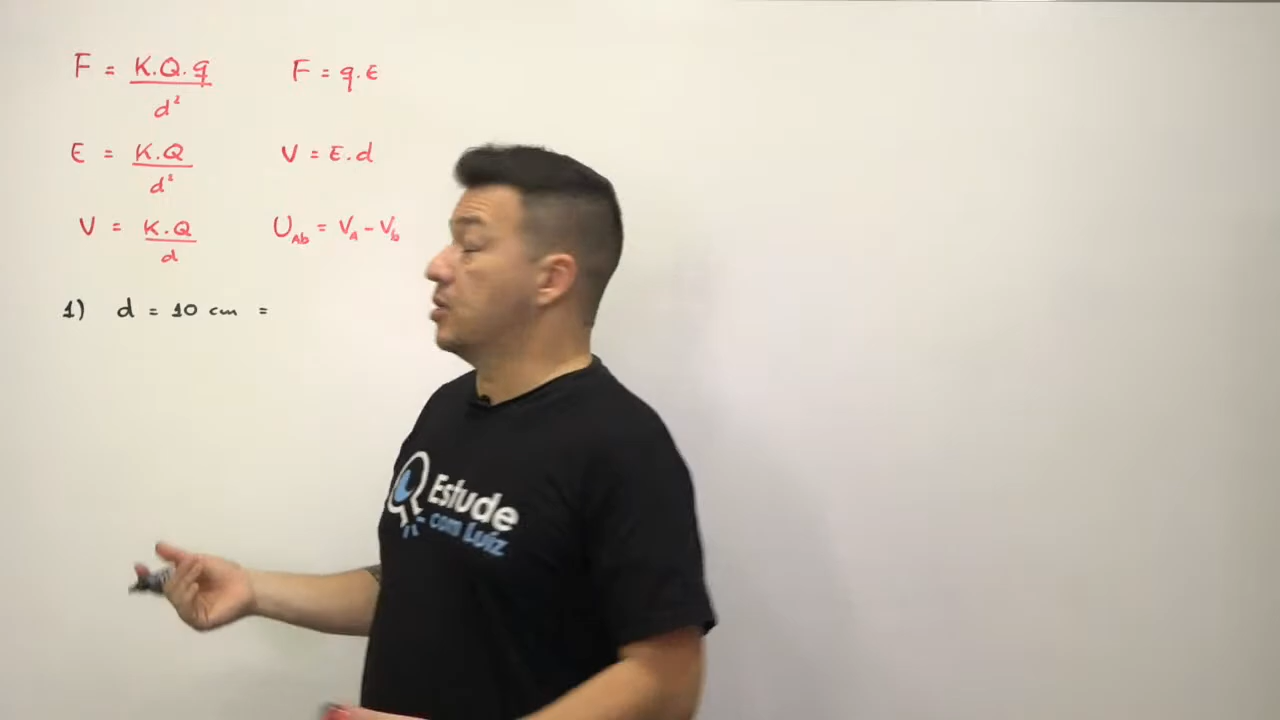 F = K.Q.q / d² F = q.E
E = K.Q / d² V = E.d
V = K.Q / d U_Ab = V_A - V_b
1) d = 10 cm =
Estude
com Luiz